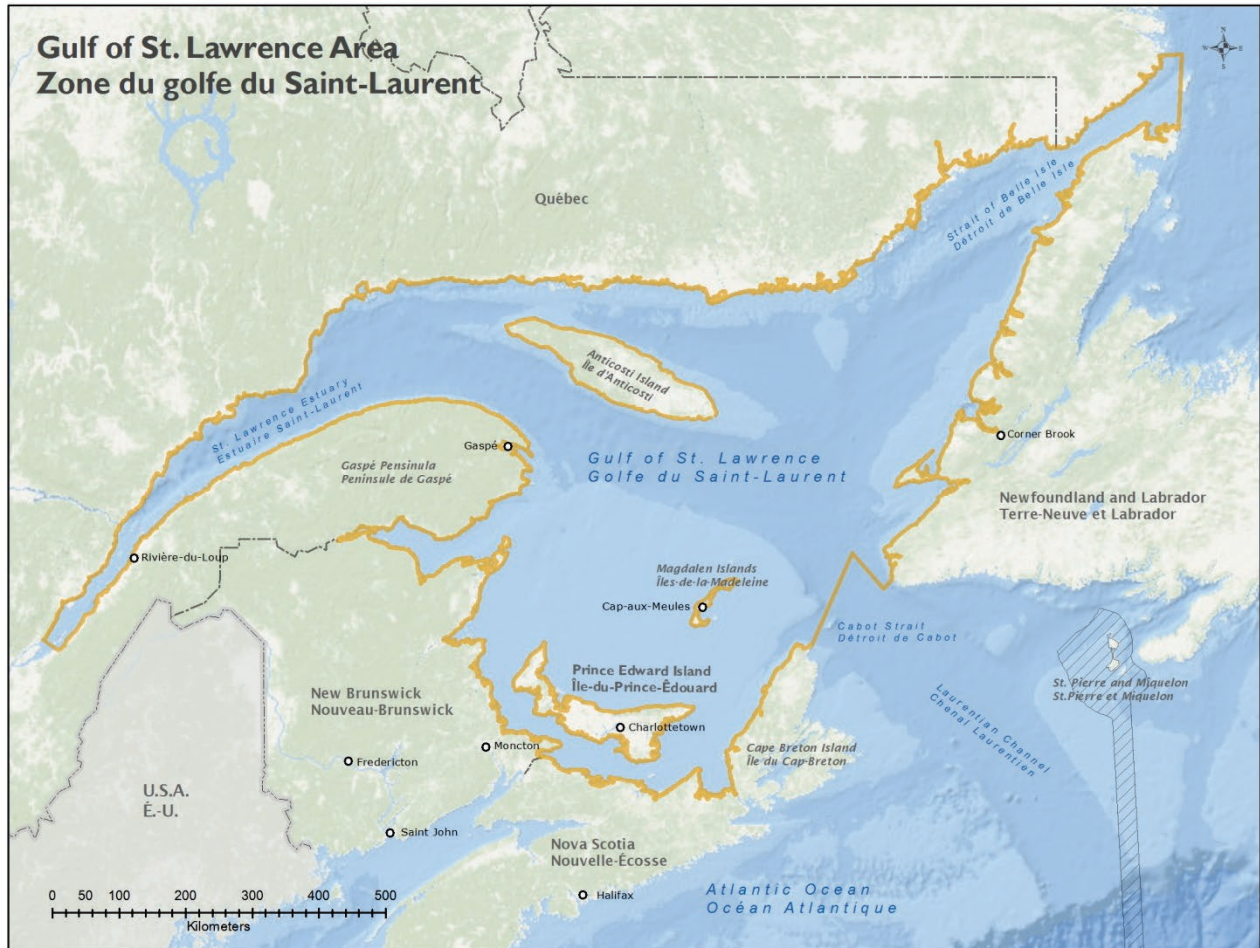 Gulf of St. Lawrence Area
Zone du golfe du Saint-Laurent
N
W E
S
Québec
Strait of Belle Isle
Détroit de Belle Isle
Anticosti Island
Île d'Anticosti
St. Lawrence Estuary
Estuaire Saint-Laurent
Gaspé
Gaspé Pensinula
Peninsule de Gaspé
Gulf of St. Lawrence
Golfe du Saint-Laurent
Corner Brook
Newfoundland and Labrador
Terre-Neuve et Labrador
Rivière-du-Loup
Magdalen Islands
Îles-de-la-Madeleine
Cap-aux-Meules
Cabot Strait
Détroit de Cabot
Prince Edward Island
Île-du-Prince-Êdouard
Charlottetown
St. Pierre and Miquelon
St.Pierre et Miquelon
Laurentian Channel
Chenal Laurentien
New Brunswick
Nouveau-Brunswick
Moncton
Fredericton
Cape Breton Island
Île du Cap-Breton
U.S.A.
É.-U.
Saint John
Nova Scotia
Nouvelle-Écosse
Halifax
Atlantic Ocean
Océan Atlantique
0 50 100 200 300 400 500
Kilometers